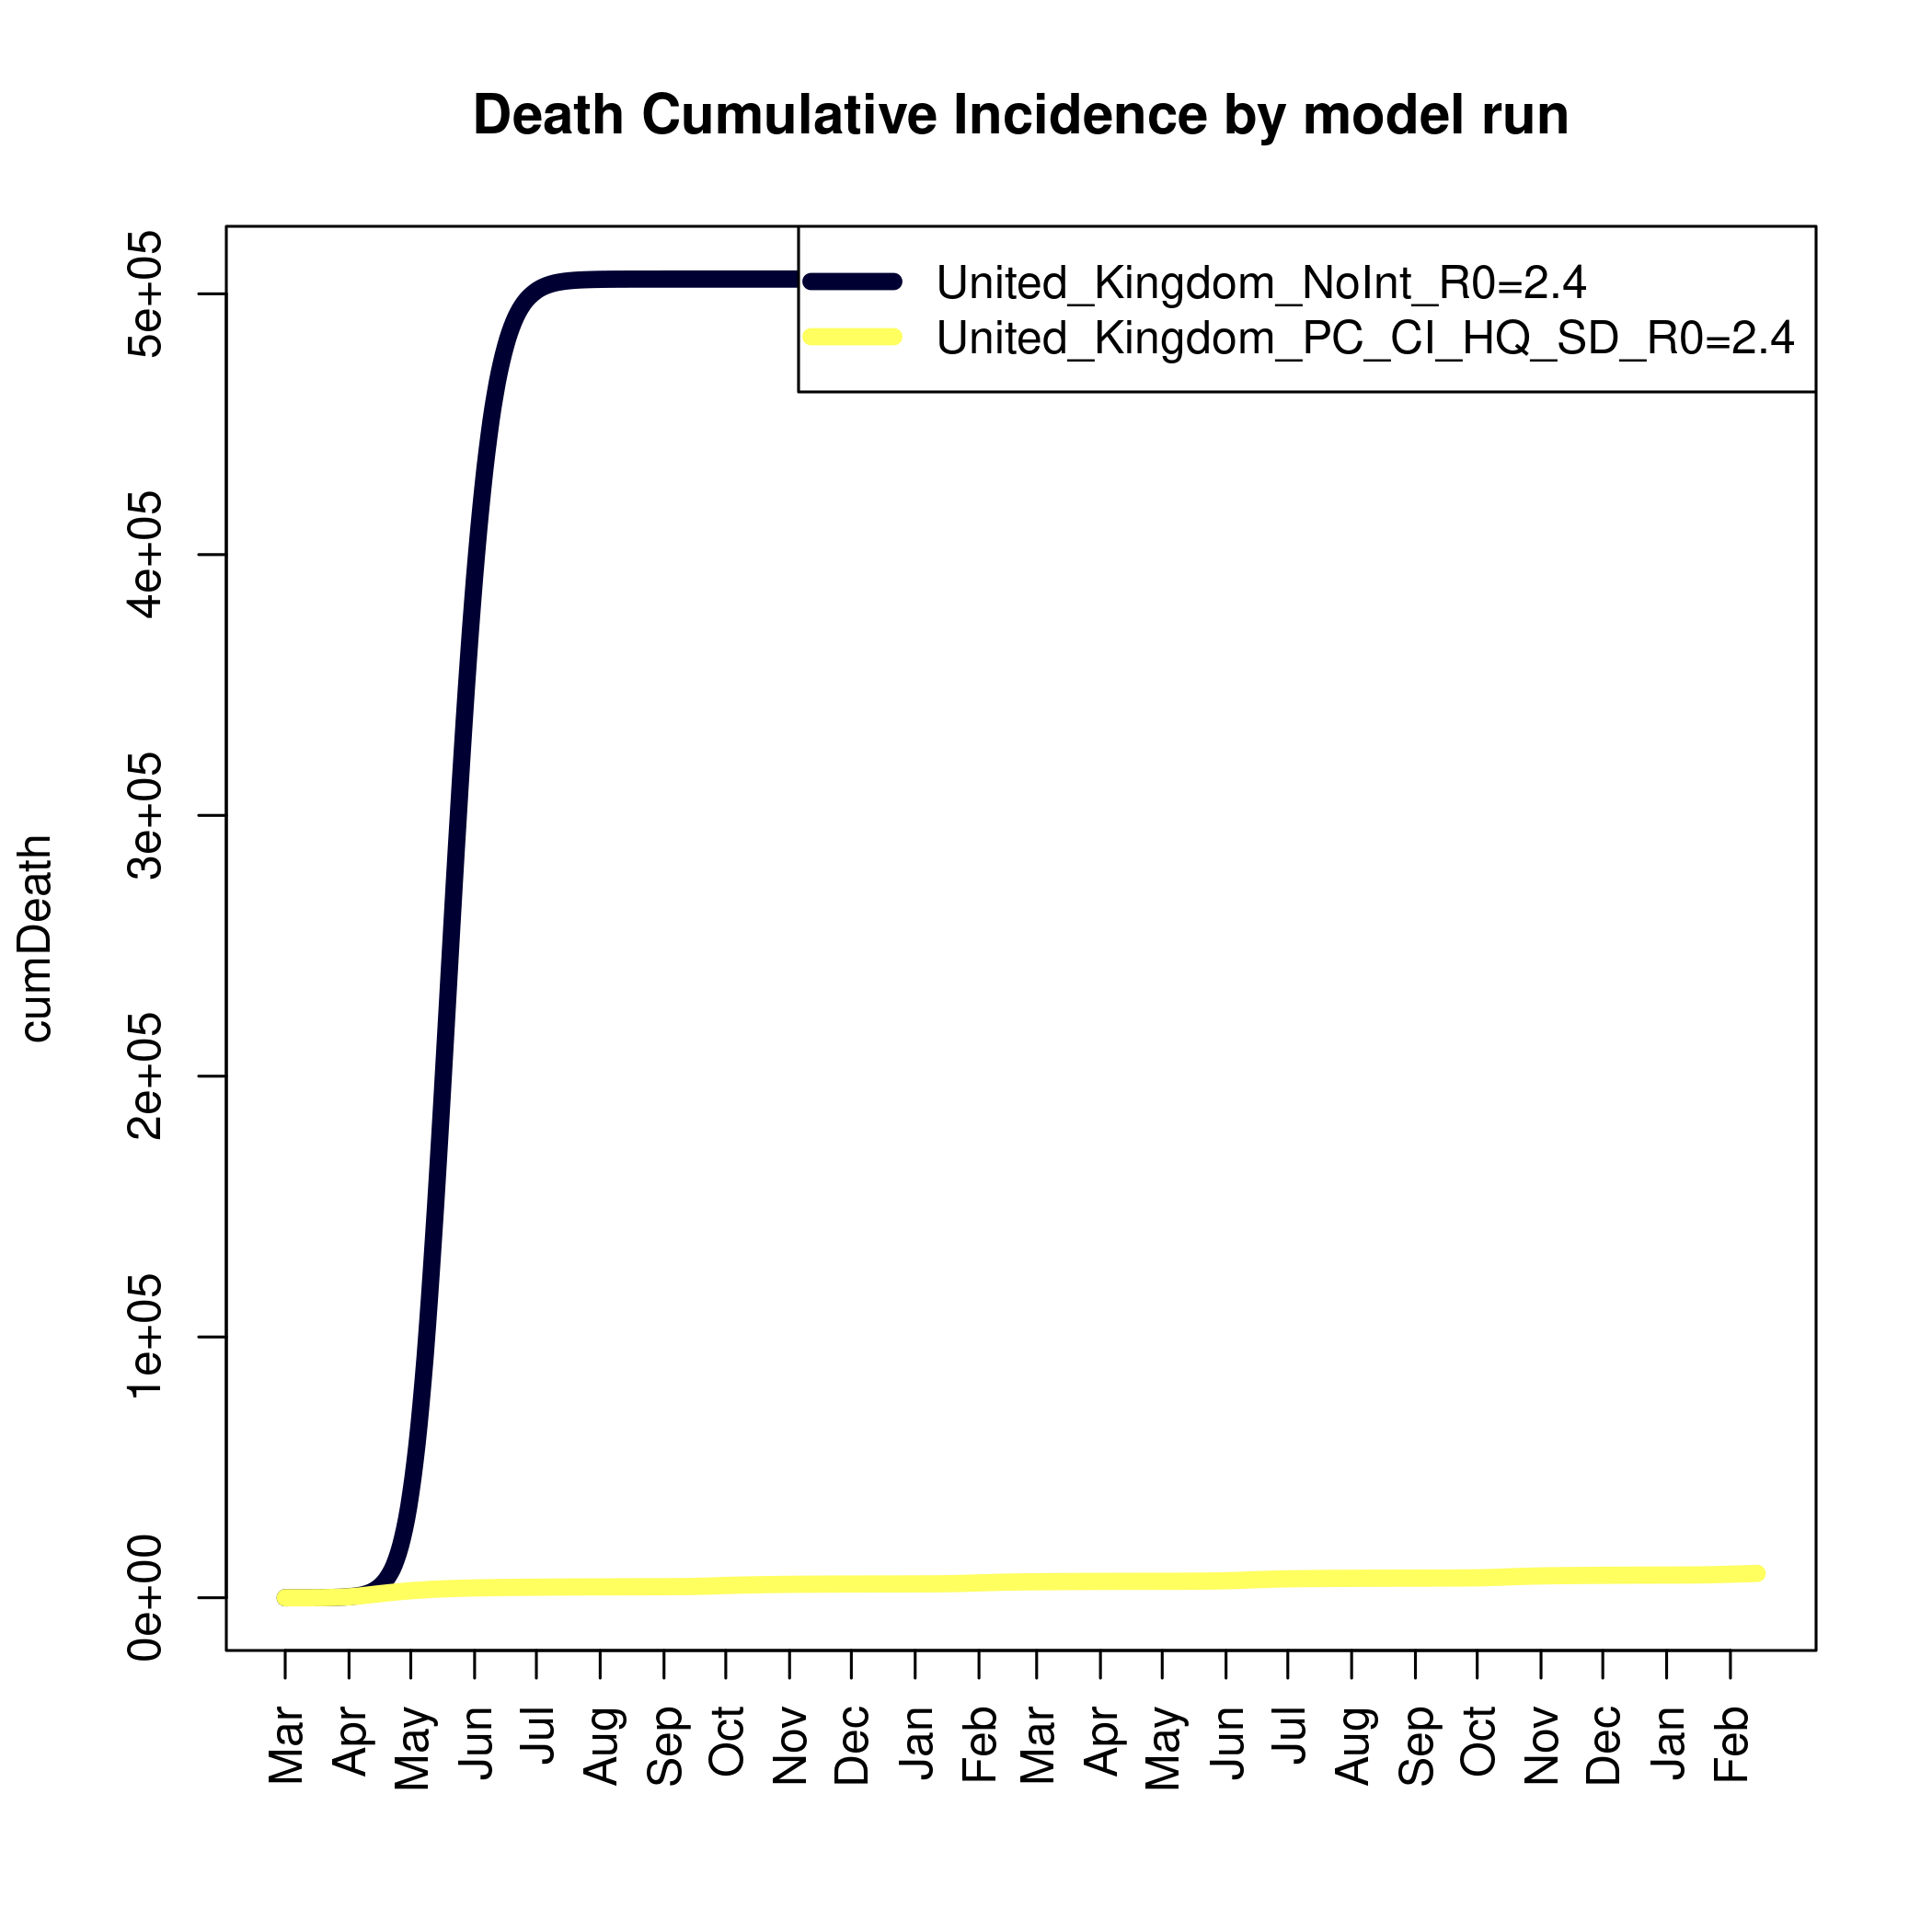 Death Cumulative Incidence by model run
United_Kingdom_NoInt_R0=2.4
United_Kingdom_PC_CI_HQ_SD_R0=2.4
5e+05
4e+05
3e+05
2e+05
1e+05
0e+00
cumDeath
Mar
Apr
May
Jun
Jul
Aug
Sep
Oct
Nov
Dec
Jan
Feb
Mar
Apr
May
Jun
Jul
Aug
Sep
Oct
Nov
Dec
Jan
Feb